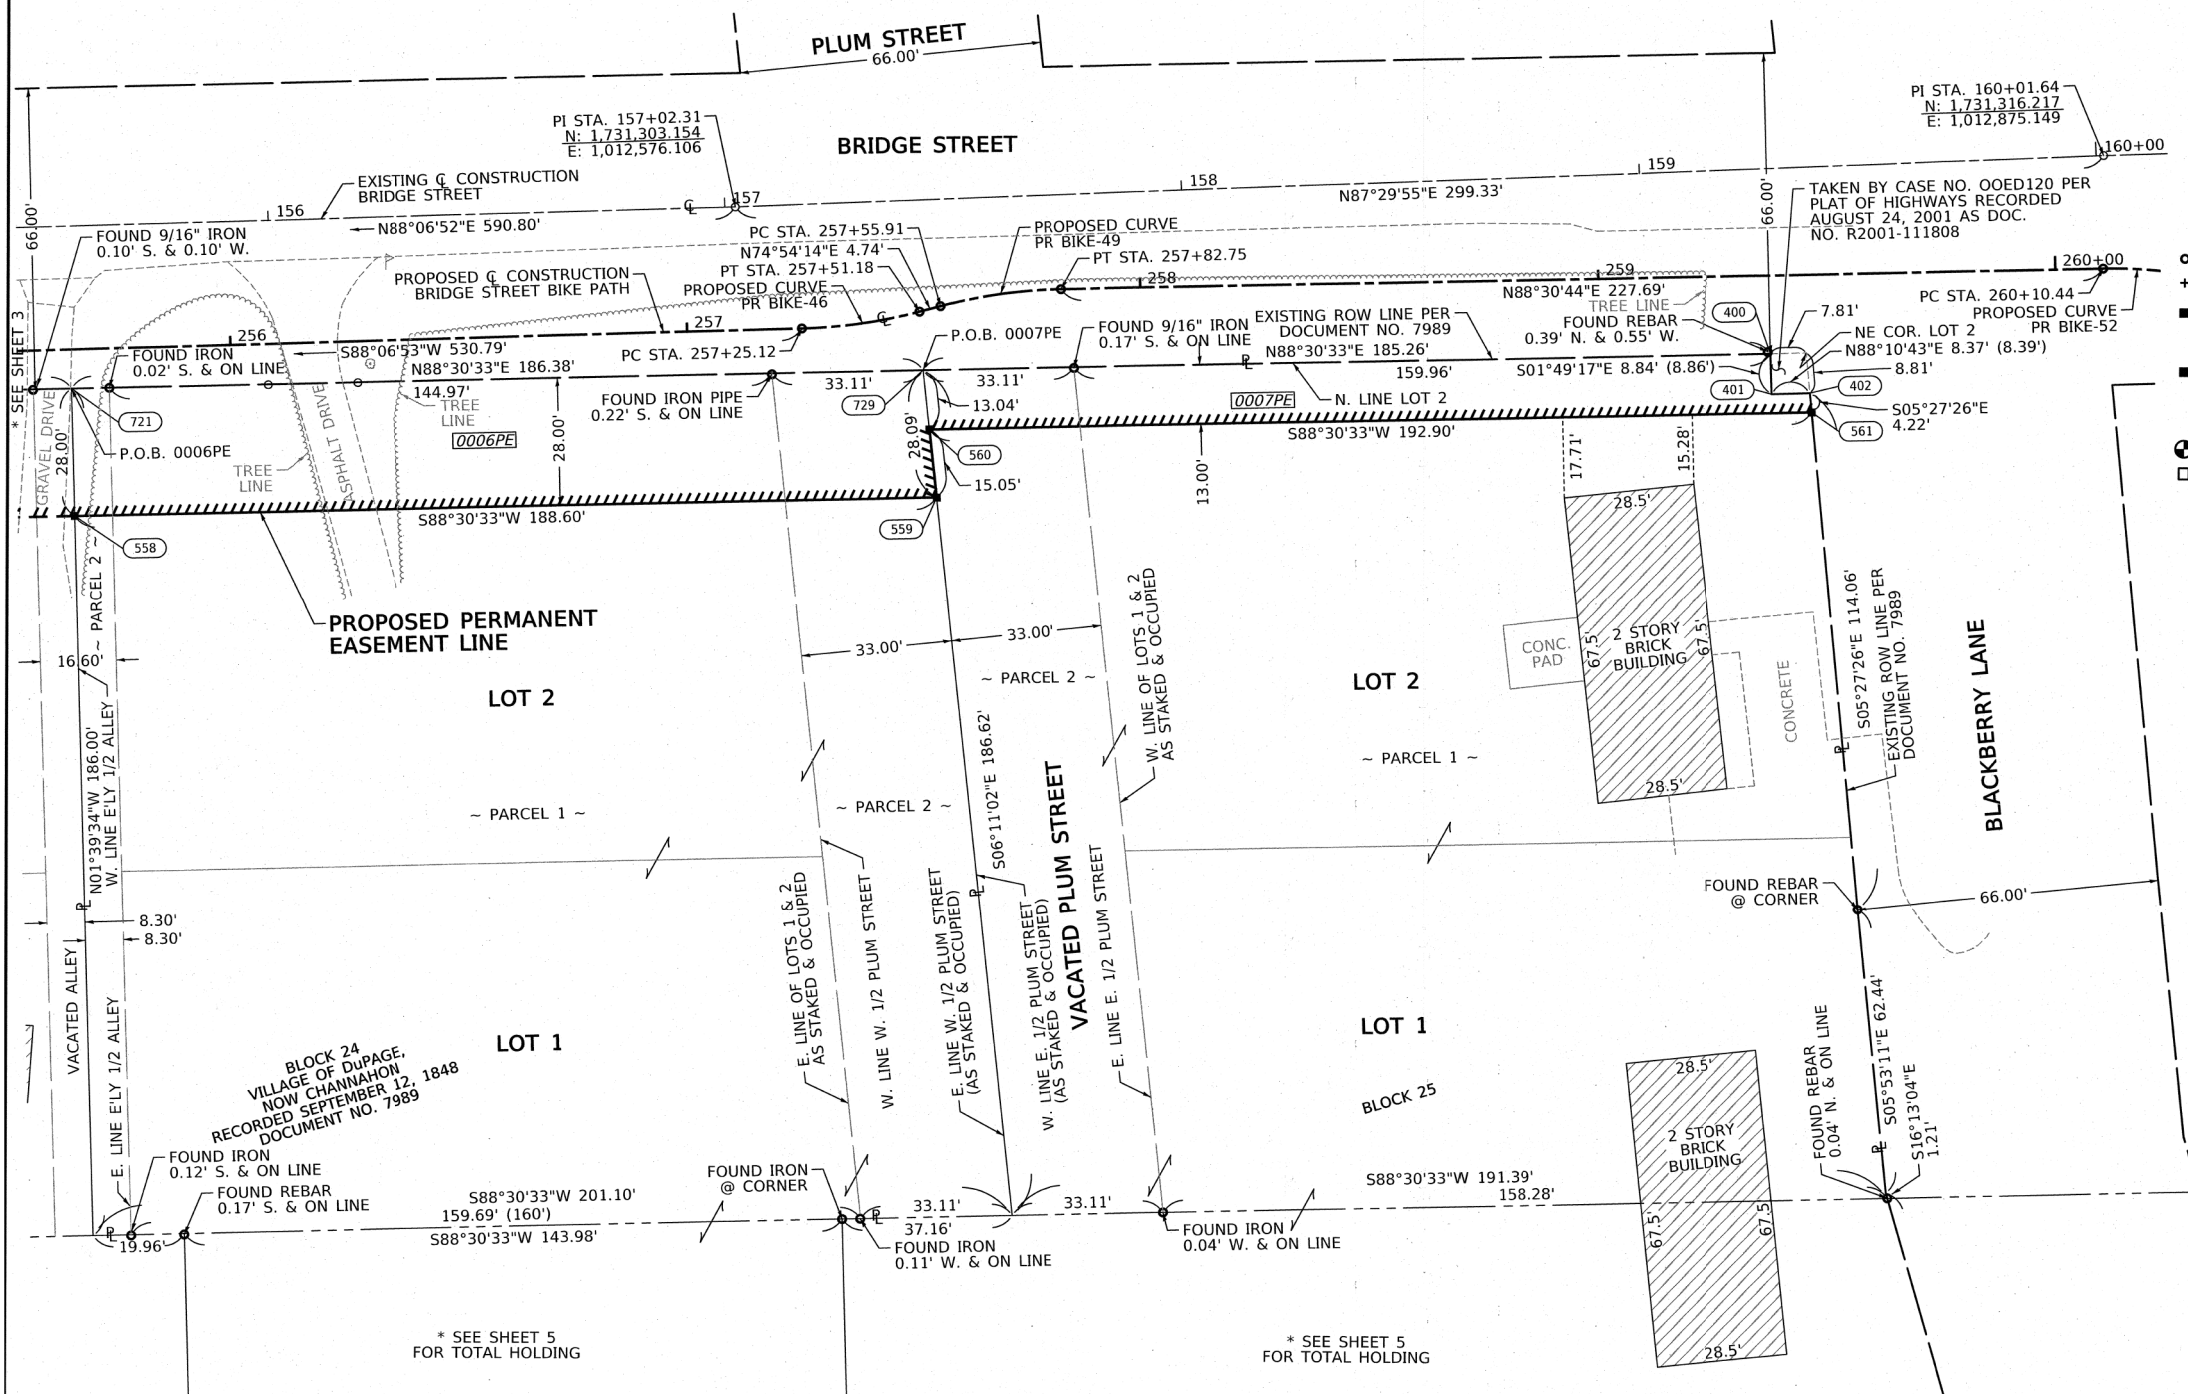 PLUM STREET
66.00'
BRIDGE STREET
PI STA. 157+02.31
N: 1,731,303.154
E: 1,012,576.106
PI STA. 160+01.64
N: 1,731,316.217
E: 1,012,875.149
EXISTING ℄ CONSTRUCTION
BRIDGE STREET
156
157
158
159
160+00
N88°06'52"E 590.80'
N87°29'55"E 299.33'
66.00'
66.00'
TAKEN BY CASE NO. OOED120 PER
PLAT OF HIGHWAYS RECORDED
AUGUST 24, 2001 AS DOC.
NO. R2001-111808
FOUND 9/16" IRON
0.10' S. & 0.10' W.
PC STA. 257+55.91
N74°54'14"E 4.74'
PT STA. 257+51.18
PROPOSED CURVE
PR BIKE-46
PROPOSED CURVE
PR BIKE-49
PT STA. 257+82.75
PROPOSED ℄ CONSTRUCTION
BRIDGE STREET BIKE PATH
256
257
258
259
260+00
S88°06'53"W 530.79'
N88°30'44"E 227.69'
TREE LINE
PC STA. 260+10.44
PROPOSED CURVE
PR BIKE-52
* SEE SHEET 3
FOUND IRON
0.02' S. & ON LINE
N88°30'33"E 186.38'
144.97'
PC STA. 257+25.12
P.O.B. 0007PE
FOUND 9/16" IRON
0.17' S. & ON LINE
EXISTING ROW LINE PER
DOCUMENT NO. 7989
N88°30'33"E 185.26'
159.96'
FOUND REBAR
0.39' N. & 0.55' W.
400
7.81'
NE COR. LOT 2
N88°10'43"E 8.37' (8.39')
S01°49'17"E 8.84' (8.86')
8.81'
401
402
S05°27'26"E
4.22'
561
33.11'
33.11'
FOUND IRON PIPE
0.22' S. & ON LINE
729
13.04'
0007PE
N. LINE LOT 2
S88°30'33"W 192.90'
721
P.O.B. 0006PE
GRAVEL DRIVE
28.00'
TREE
LINE
ASPHALT DRIVE
TREE
LINE
0006PE
28.00'
28.09'
560
15.05'
559
13.00'
17.71'
15.28'
S88°30'33"W 188.60'
558
PROPOSED PERMANENT
EASEMENT LINE
28.5'
67.5'
2 STORY
BRICK
BUILDING
67.5'
28.5'
CONC.
PAD
CONCRETE
~ PARCEL 2 ~
16.60'
33.00'
33.00'
~ PARCEL 2 ~
W. LINE OF LOTS 1 & 2
AS STAKED & OCCUPIED
LOT 2
LOT 2
~ PARCEL 1 ~
~ PARCEL 2 ~
~ PARCEL 1 ~
S05°27'26"E 114.06'
EXISTING ROW LINE PER
DOCUMENT NO. 7989
BLACKBERRY LANE
N01°39'34"W 186.00'
W. LINE E'LY 1/2 ALLEY
8.30'
8.30'
VACATED ALLEY
E. LINE E'LY 1/2 ALLEY
S06°11'02"E 186.62'
VACATED PLUM STREET
E. LINE OF LOTS 1 & 2
AS STAKED & OCCUPIED
W. LINE W. 1/2 PLUM STREET
E. LINE W. 1/2 PLUM STREET
(AS STAKED & OCCUPIED)
W. LINE E. 1/2 PLUM STREET
(AS STAKED & OCCUPIED)
E. LINE E. 1/2 PLUM STREET
FOUND REBAR
@ CORNER
66.00'
LOT 1
LOT 1
BLOCK 24
VILLAGE OF DuPAGE,
NOW CHANNAHON
RECORDED SEPTEMBER 12, 1848
DOCUMENT NO. 7989
BLOCK 25
28.5'
2 STORY
BRICK
BUILDING
67.5'
67.5'
28.5'
FOUND REBAR
0.04' N. & ON LINE
S05°53'11"E 62.44'
S16°13'04"E
1.21'
FOUND IRON
0.12' S. & ON LINE
FOUND REBAR
0.17' S. & ON LINE
19.96'
S88°30'33"W 201.10'
159.69' (160')
S88°30'33"W 143.98'
FOUND IRON
@ CORNER
33.11'
37.16'
33.11'
FOUND IRON
0.11' W. & ON LINE
FOUND IRON
0.04' W. & ON LINE
S88°30'33"W 191.39'
158.28'
* SEE SHEET 5
FOR TOTAL HOLDING
* SEE SHEET 5
FOR TOTAL HOLDING